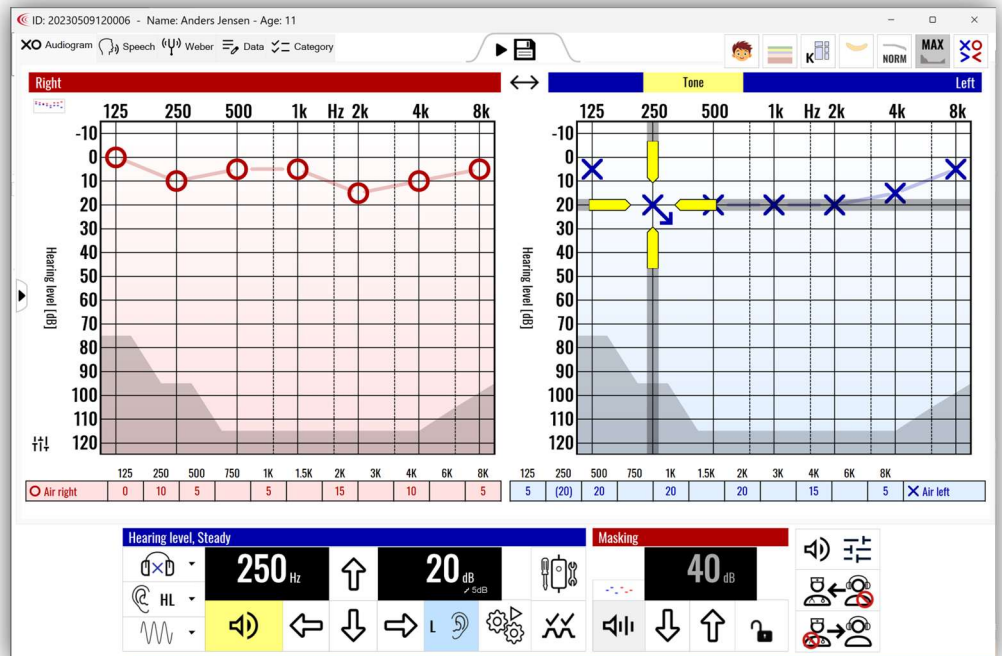 ID: 20230509120006 - Name: Anders Jensen - Age: 11
XO Audiogram Speech Weber Data Category
K NORM MAX
Right
Tone Left
125 250 500 1k Hz 2k 4k 8k
125 250 500 1k Hz 2k 4k 8k
-10 -10
0 0
10 10
20 20
30 30
40 40
50 50
60 60
70 70
80 80
90 90
100 100
110 110
120 120
Hearing level [dB]
Hearing level [dB]
125 250 500 750 1K 1.5K 2K 3K 4K 6K 8K
125 250 500 750 1K 1.5K 2K 3K 4K 6K 8K
Air right 0 10 5 5 15 10 5
5 (20) 20 20 20 15 5 Air left
Hearing level, Steady
Masking
250 Hz
20 dB
5dB
40 dB
HL
L